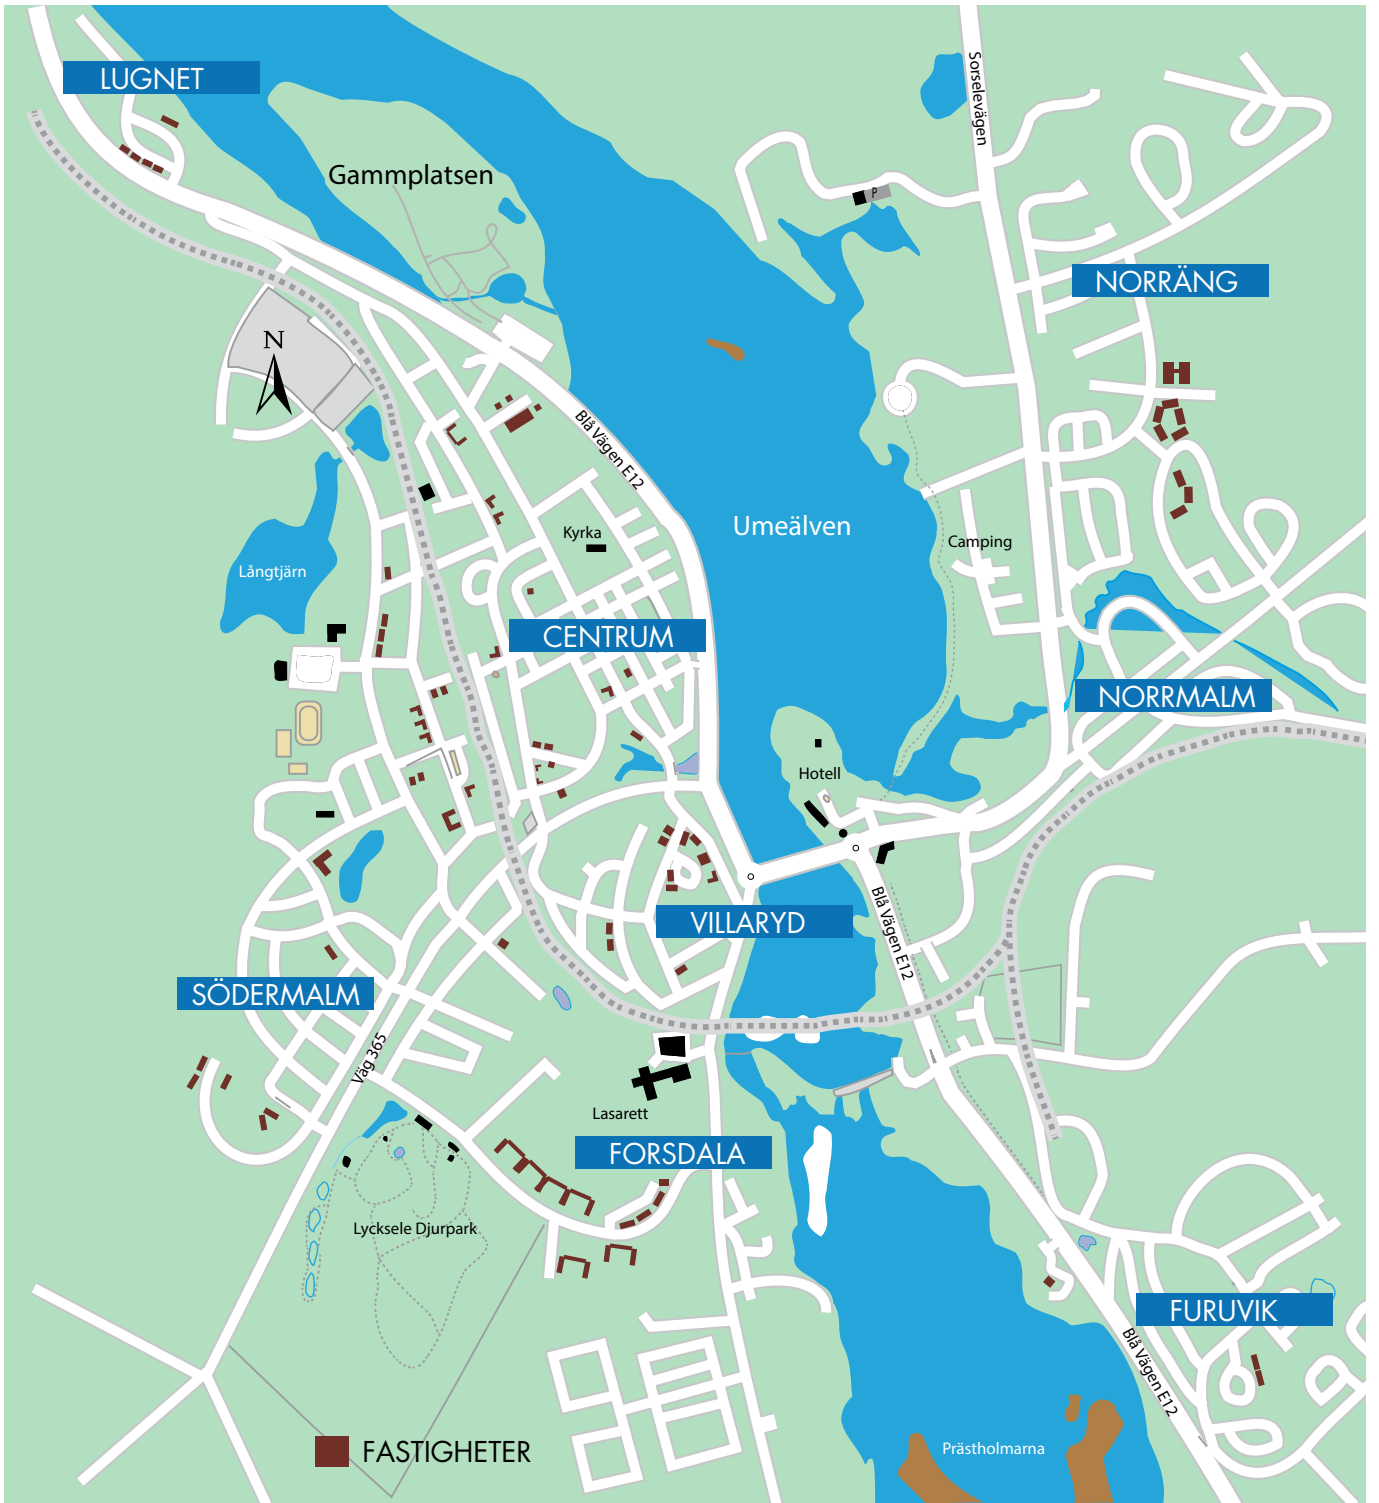 LUGNET
Sorselevägen
Gammplatsen
P
NORRÄNG
N
Blå Vägen E12
Umeälven
Kyrka
Camping
Långtjärn
CENTRUM
NORRMALM
Hotell
VILLARYD
Blå Vägen E12
SÖDERMALM
Väg 365
Lasarett
FORSDALA
Lycksele Djurpark
FURUVIK
Blå Vägen E12
Prästholmarna
FASTIGHETER